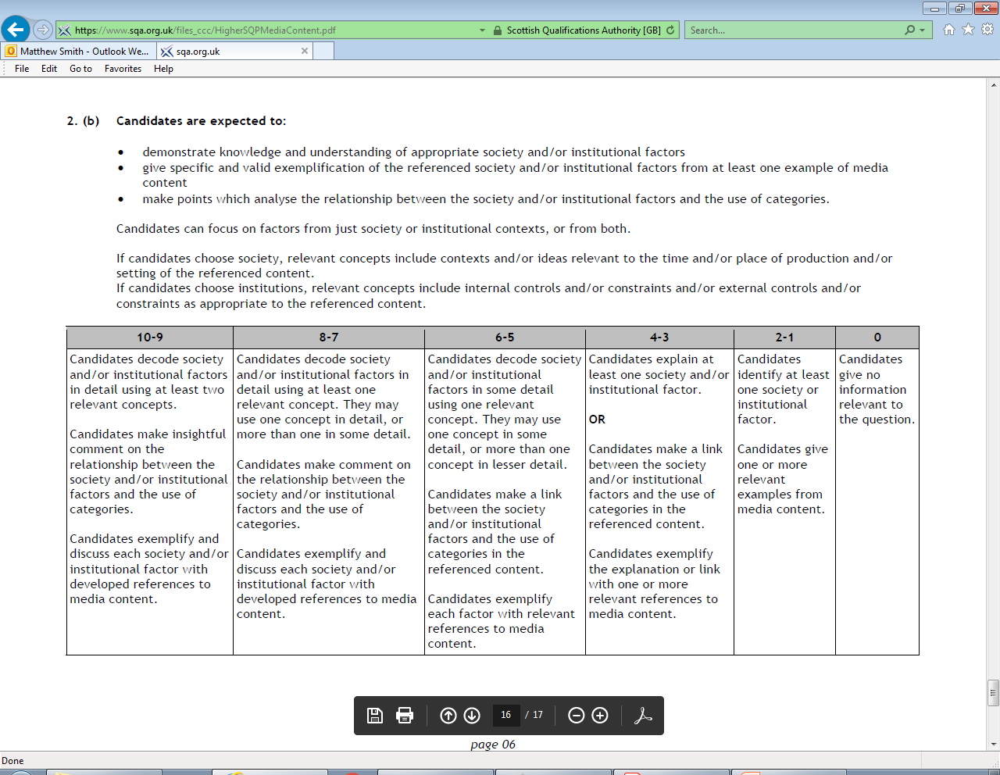 https://www.sqa.org.uk/files_ccc/HigherSQPMediaContent.pdf
Scottish Qualifications Authority [GB]
Search...
Matthew Smith - Outlook We...
sqa.org.uk
File Edit Go to Favorites Help
2. (b) Candidates are expected to:
• demonstrate knowledge and understanding of appropriate society and/or institutional factors
• give specific and valid exemplification of the referenced society and/or institutional factors from at least one example of media
content
• make points which analyse the relationship between the society and/or institutional factors and the use of categories.
Candidates can focus on factors from just society or institutional contexts, or from both.
If candidates choose society, relevant concepts include contexts and/or ideas relevant to the time and/or place of production and/or
setting of the referenced content.
If candidates choose institutions, relevant concepts include internal controls and/or constraints and/or external controls and/or
constraints as appropriate to the referenced content.
10-9
Candidates decode society
and/or institutional factors
in detail using at least two
relevant concepts.
Candidates make insightful
comment on the
relationship between the
society and/or institutional
factors and the use of
categories.
Candidates exemplify and
discuss each society and/or
institutional factor with
developed references to
media content.
8-7
Candidates decode society
and/or institutional factors in
detail using at least one
relevant concept. They may
use one concept in detail, or
more than one in some detail.
Candidates make comment on
the relationship between the
society and/or institutional
factors and the use of
categories.
Candidates exemplify and
discuss each society and/or
institutional factor with
developed references to media
content.
6-5
Candidates decode society
and/or institutional
factors in some detail
using one relevant
concept. They may use
one concept in some
detail, or more than one
concept in lesser detail.
Candidates make a link
between the society
and/or institutional
factors and the use of
categories in the
referenced content.
Candidates exemplify
each factor with relevant
references to media
content.
4-3
Candidates explain at
least one society and/or
institutional factor.
OR
Candidates make a link
between the society
and/or institutional
factors and the use of
categories in the
referenced content.
Candidates exemplify
the explanation or link
with one or more
relevant references to
media content.
2-1
Candidates
identify at least
one society or
institutional
factor.
Candidates give
one or more
relevant
examples from
media content.
0
Candidates
give no
information
relevant to
the question.
16 / 17
page 06
Done